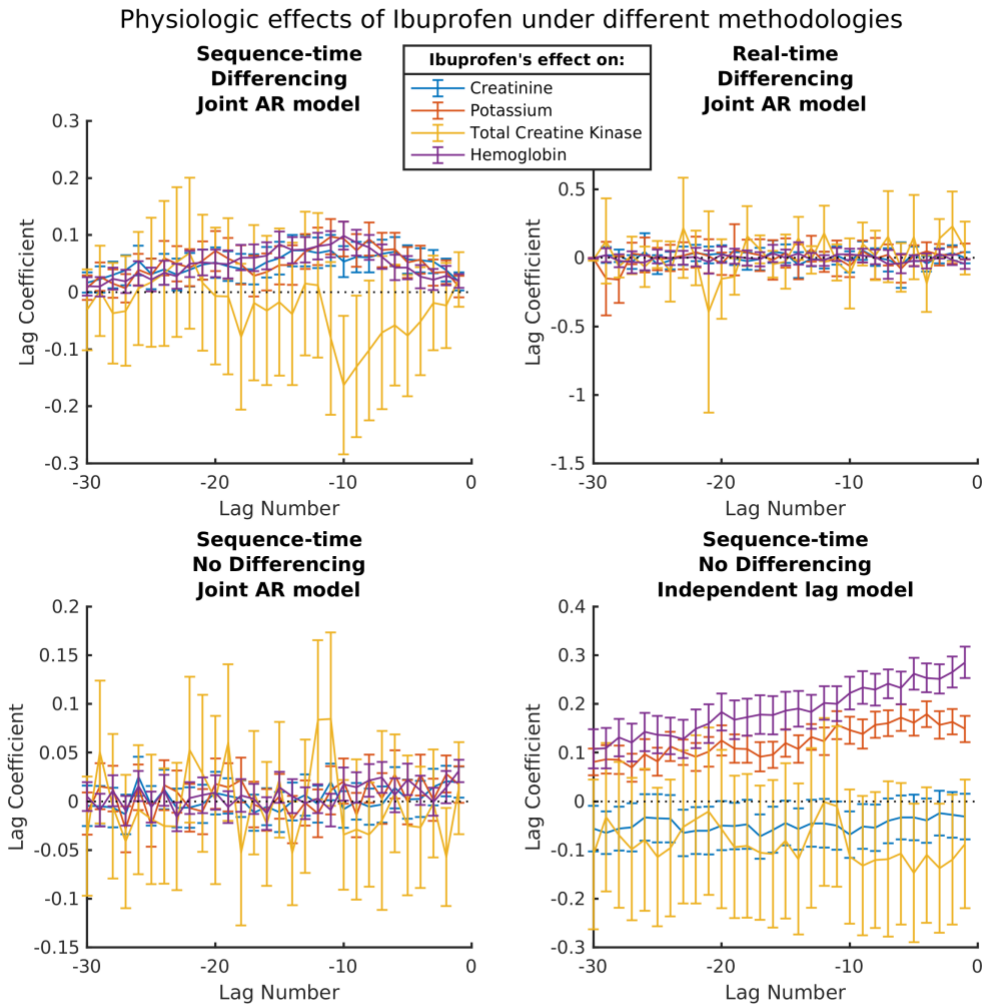 Physiologic effects of Ibuprofen under different methodologies
Sequence-time
Differencing
Joint AR model
Real-time
Differencing
Joint AR model
Ibuprofen's effect on:
Creatinine
Potassium
Total Creatine Kinase
Hemoglobin
0.3
0.2
0.1
0
-0.1
-0.2
-0.3
Lag Coefficient
-30
-20
-10
0
Lag Number
0.5
0
-0.5
-1
-1.5
Lag Coefficient
-30
-20
-10
0
Lag Number
Sequence-time
No Differencing
Joint AR model
0.2
0.15
0.1
0.05
0
-0.05
-0.1
-0.15
Lag Coefficient
-30
-20
-10
0
Lag Number
Sequence-time
No Differencing
Independent lag model
0.4
0.3
0.2
0.1
0
-0.1
-0.2
-0.3
Lag Coefficient
-30
-20
-10
0
Lag Number